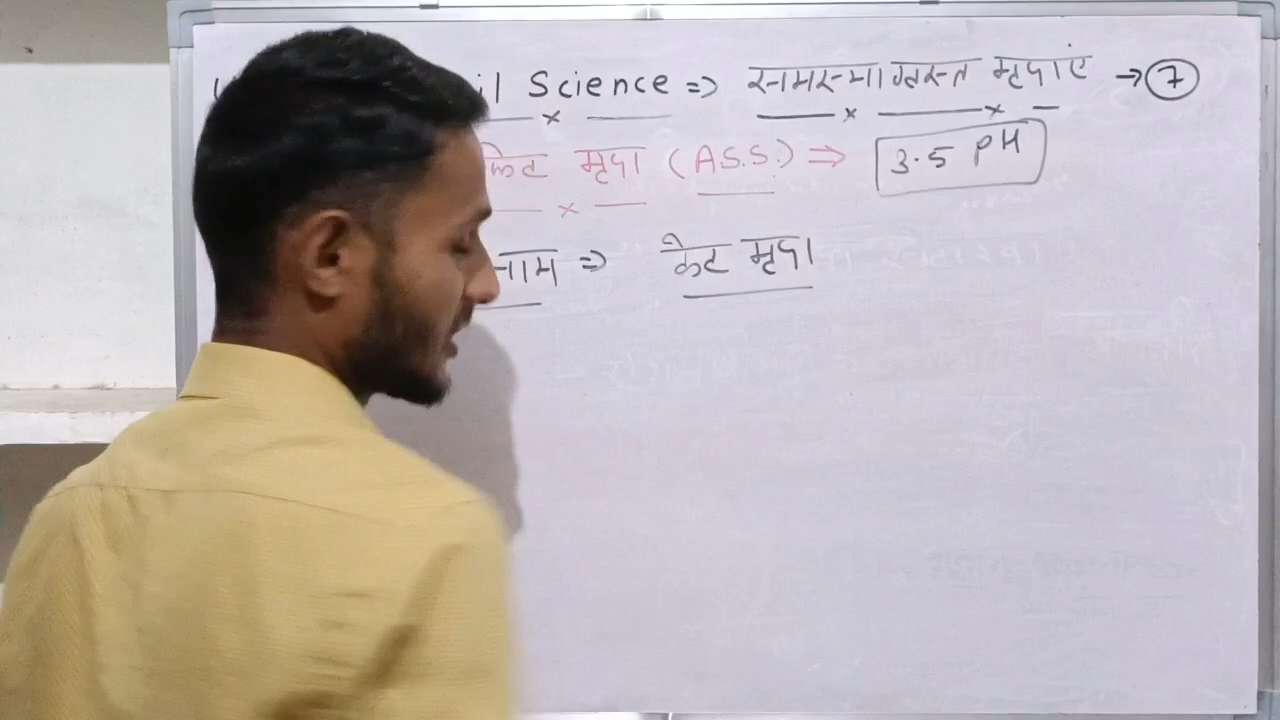 il Science => समस्याग्रस्त मृदाएं → 7
फेट मृदा (A.S.S.) ⇒ 3.5 PH
नाम => केट मृदा